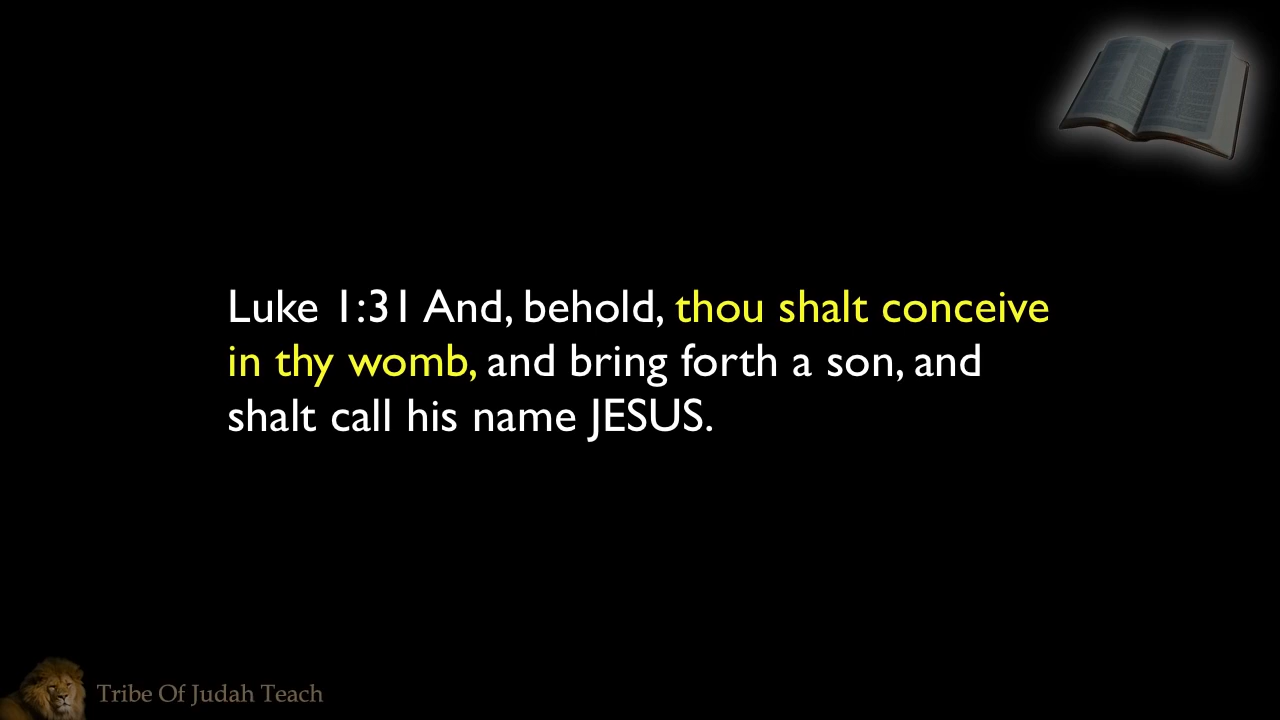 Luke 1:31 And, behold, thou shalt conceive
in thy womb, and bring forth a son, and
shalt call his name JESUS.
Tribe Of Judah Teach